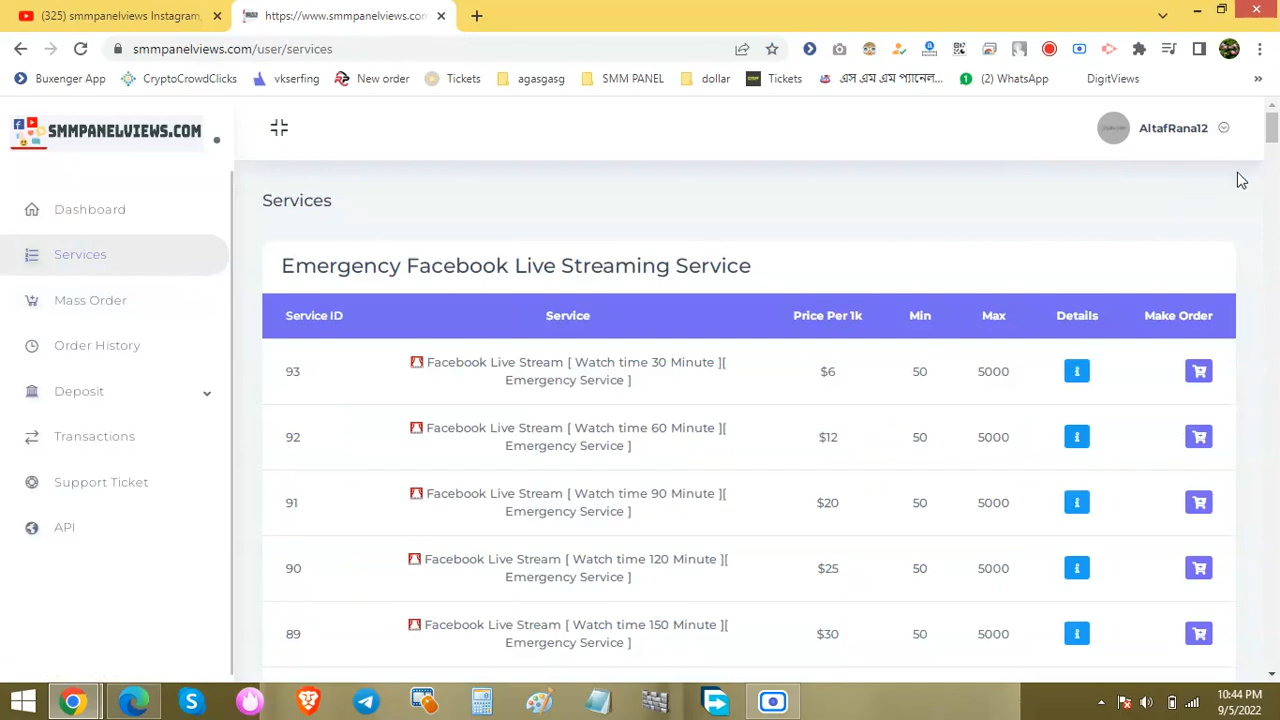 (325) smmpanelviews Instagram,
https://www.smmpanelviews.com
smmpanelviews.com/user/services
Buxenger App
CryptoCrowdClicks
vkserfing
New order
Tickets
agasgasg
SMM PANEL
dollar
Tickets
এস এম এম প্যানেল...
(2) WhatsApp
DigitViews
»
SMMPANELVIEWS.COM
AltafRana12
Dashboard
Services
Mass Order
Order History
Deposit
Transactions
Support Ticket
API
Services
Emergency Facebook Live Streaming Service
Service ID Service Price Per 1k Min Max Details Make Order
93 Facebook Live Stream [ Watch time 30 Minute ][ $6 50 5000
Emergency Service ]
92 Facebook Live Stream [ Watch time 60 Minute ][ $12 50 5000
Emergency Service ]
91 Facebook Live Stream [ Watch time 90 Minute ][ $20 50 5000
Emergency Service ]
90 Facebook Live Stream [ Watch time 120 Minute ][ $25 50 5000
Emergency Service ]
89 Facebook Live Stream [ Watch time 150 Minute ][ $30 50 5000
Emergency Service ]
10:44 PM
9/5/2022